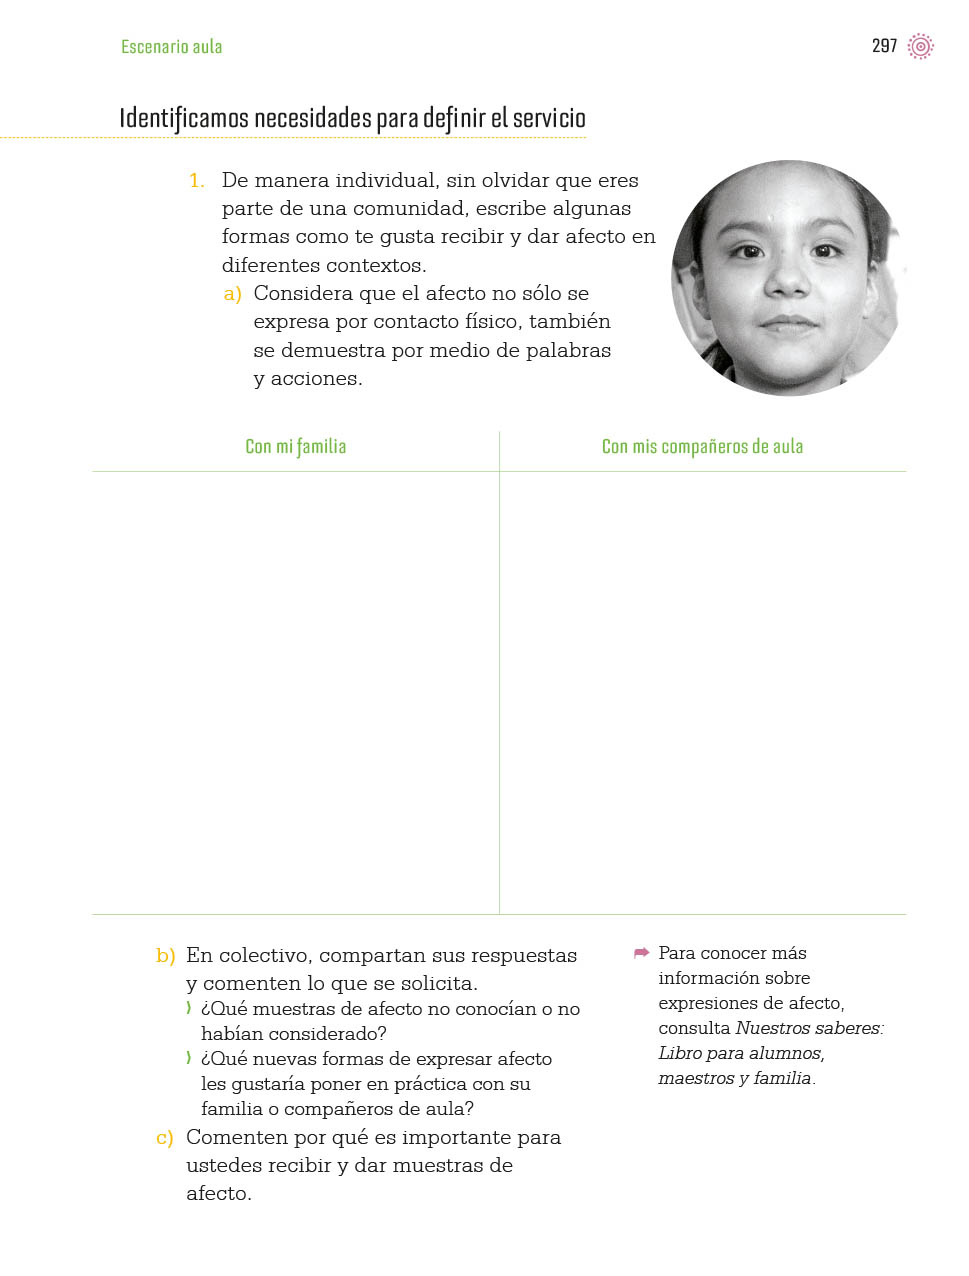 Escenario aula
297
Identificamos necesidades para definir el servicio
1. De manera individual, sin olvidar que eres
parte de una comunidad, escribe algunas
formas como te gusta recibir y dar afecto en
diferentes contextos.
a) Considera que el afecto no sólo se
expresa por contacto físico, también
se demuestra por medio de palabras
y acciones.
Con mi familia
Con mis compañeros de aula
b) En colectivo, compartan sus respuestas
y comenten lo que se solicita.
¿Qué muestras de afecto no conocían o no
habían considerado?
¿Qué nuevas formas de expresar afecto
les gustaría poner en práctica con su
familia o compañeros de aula?
c) Comenten por qué es importante para
ustedes recibir y dar muestras de
afecto.
Para conocer más
información sobre
expresiones de afecto,
consulta Nuestros saberes:
Libro para alumnos,
maestros y familia.